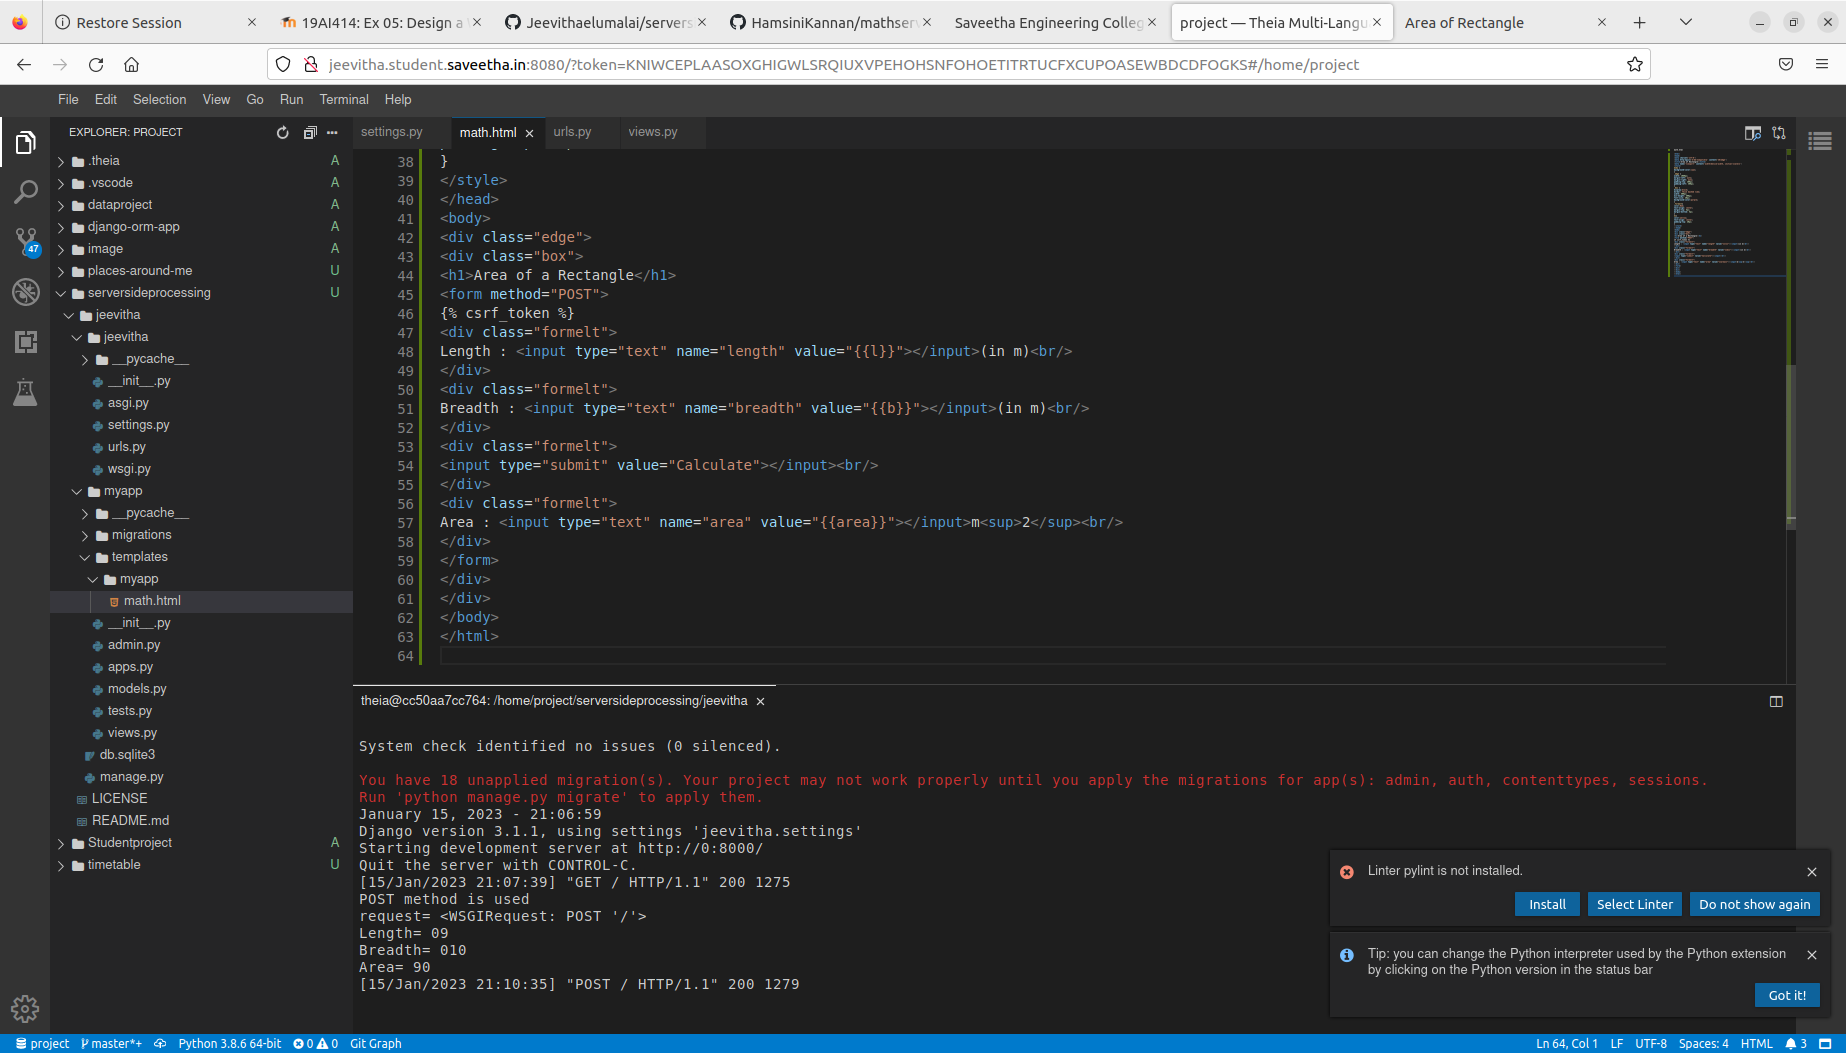 Restore Session
19AI414: Ex 05: Design a
Jeevithaelumalai/servers
HamsiniKannan/mathserv
Saveetha Engineering Colleg
project — Theia Multi-Langu
Area of Rectangle
jeevitha.student.saveetha.in:8080/?token=KNIWCEPLAASOXGHIGWLSRQIUXVPEHOHSNFOHOETITRTUCFXCUPOASEWBDCDFOGKS#/home/project
File Edit Selection View Go Run Terminal Help
EXPLORER: PROJECT
.theia A
.vscode A
dataproject A
django-orm-app A
image A
places-around-me U
serversideprocessing U
jeevitha
jeevitha
__pycache__
__init__.py
asgi.py
settings.py
urls.py
wsgi.py
myapp
__pycache__
migrations
templates
myapp
math.html
__init__.py
admin.py
apps.py
models.py
tests.py
views.py
db.sqlite3
manage.py
LICENSE
README.md
Studentproject A
timetable U
47
settings.py math.html urls.py views.py
38 }
39 </style>
40 </head>
41 <body>
42 <div class="edge">
43 <div class="box">
44 <h1>Area of a Rectangle</h1>
45 <form method="POST">
46 {% csrf_token %}
47 <div class="formelt">
48 Length : <input type="text" name="length" value="{{l}}"></input>(in m)<br/>
49 </div>
50 <div class="formelt">
51 Breadth : <input type="text" name="breadth" value="{{b}}"></input>(in m)<br/>
52 </div>
53 <div class="formelt">
54 <input type="submit" value="Calculate"></input><br/>
55 </div>
56 <div class="formelt">
57 Area : <input type="text" name="area" value="{{area}}"></input>m<sup>2</sup><br/>
58 </div>
59 </form>
60 </div>
61 </div>
62 </body>
63 </html>
64
theia@cc50aa7cc764: /home/project/serversideprocessing/jeevitha
System check identified no issues (0 silenced).
You have 18 unapplied migration(s). Your project may not work properly until you apply the migrations for app(s): admin, auth, contenttypes, sessions.
Run 'python manage.py migrate' to apply them.
January 15, 2023 - 21:06:59
Django version 3.1.1, using settings 'jeevitha.settings'
Starting development server at http://0:8000/
Quit the server with CONTROL-C.
[15/Jan/2023 21:07:39] "GET / HTTP/1.1" 200 1275
POST method is used
request= <WSGIRequest: POST '/'>
Length= 09
Breadth= 010
Area= 90
[15/Jan/2023 21:10:35] "POST / HTTP/1.1" 200 1279
Linter pylint is not installed.
Install Select Linter Do not show again
Tip: you can change the Python interpreter used by the Python extension
by clicking on the Python version in the status bar
Got it!
project master*+ Python 3.8.6 64-bit 0 0 Git Graph
Ln 64, Col 1 LF UTF-8 Spaces: 4 HTML 3